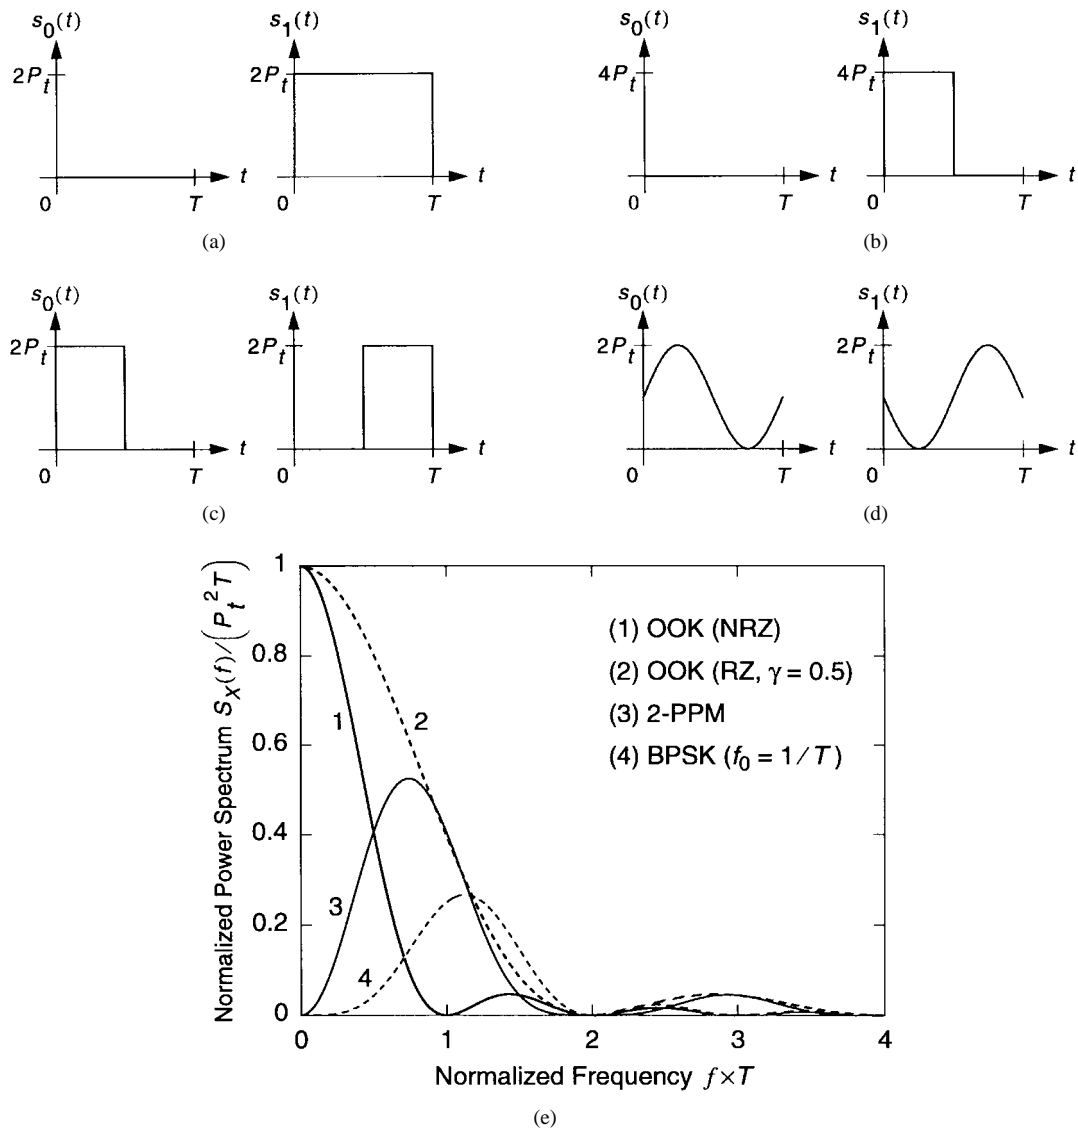 s0(t) s1(t) s0(t) s1(t)
2Pt 2Pt 4Pt 4Pt
0 T t 0 T t 0 T t 0 T t
(a) (b)
s0(t) s1(t) s0(t) s1(t)
2Pt 2Pt 2Pt 2Pt
0 T t 0 T t 0 T t 0 T t
(c) (d)
Normalized Power Spectrum SX(f)/(Pt²T)
1
0.8
0.6
0.4
0.2
0
1
2
3
4
(1) OOK (NRZ)
(2) OOK (RZ, γ = 0.5)
(3) 2-PPM
(4) BPSK (f0 = 1/T)
0 1 2 3 4
Normalized Frequency f×T
(e)